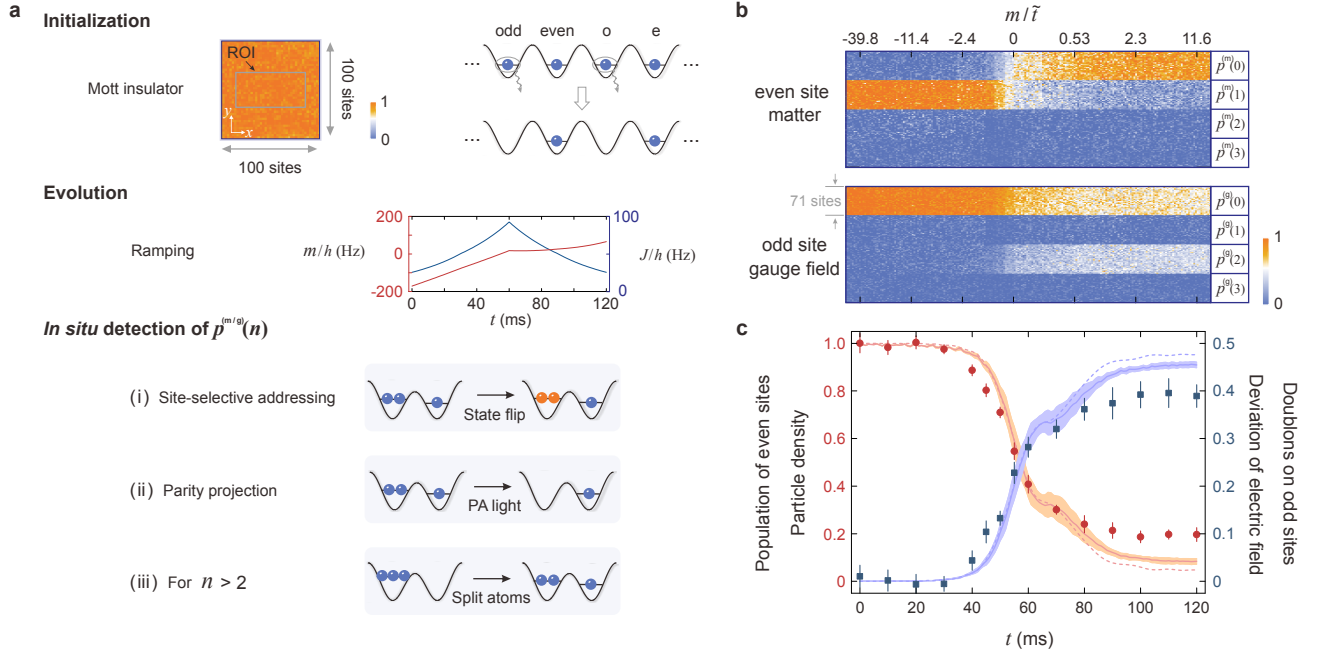 a
Initialization
ROI
Mott insulator
y
x
100 sites
100 sites
1
0
odd even o e
... ...
... ...
Evolution
Ramping
m/h (Hz)
200
0
-200
100
0
J/h (Hz)
0 40 80 120
t (ms)
In situ detection of p(m/g)(n)
(i) Site-selective addressing
State flip
(ii) Parity projection
PA light
(iii) For n > 2
Split atoms
b
m/t̃
-39.8 -11.4 -2.4 0 0.53 2.3 11.6
even site
matter
p(m)(0)
p(m)(1)
p(m)(2)
p(m)(3)
71 sites
odd site
gauge field
p(g)(0)
p(g)(1)
p(g)(2)
p(g)(3)
1
0
c
Population of even sites
Particle density
1.0
0.8
0.6
0.4
0.2
0
0.5
0.4
0.3
0.2
0.1
0
Deviation of
electric field
Doublons on odd sites
0 20 40 60 80 100 120
t (ms)